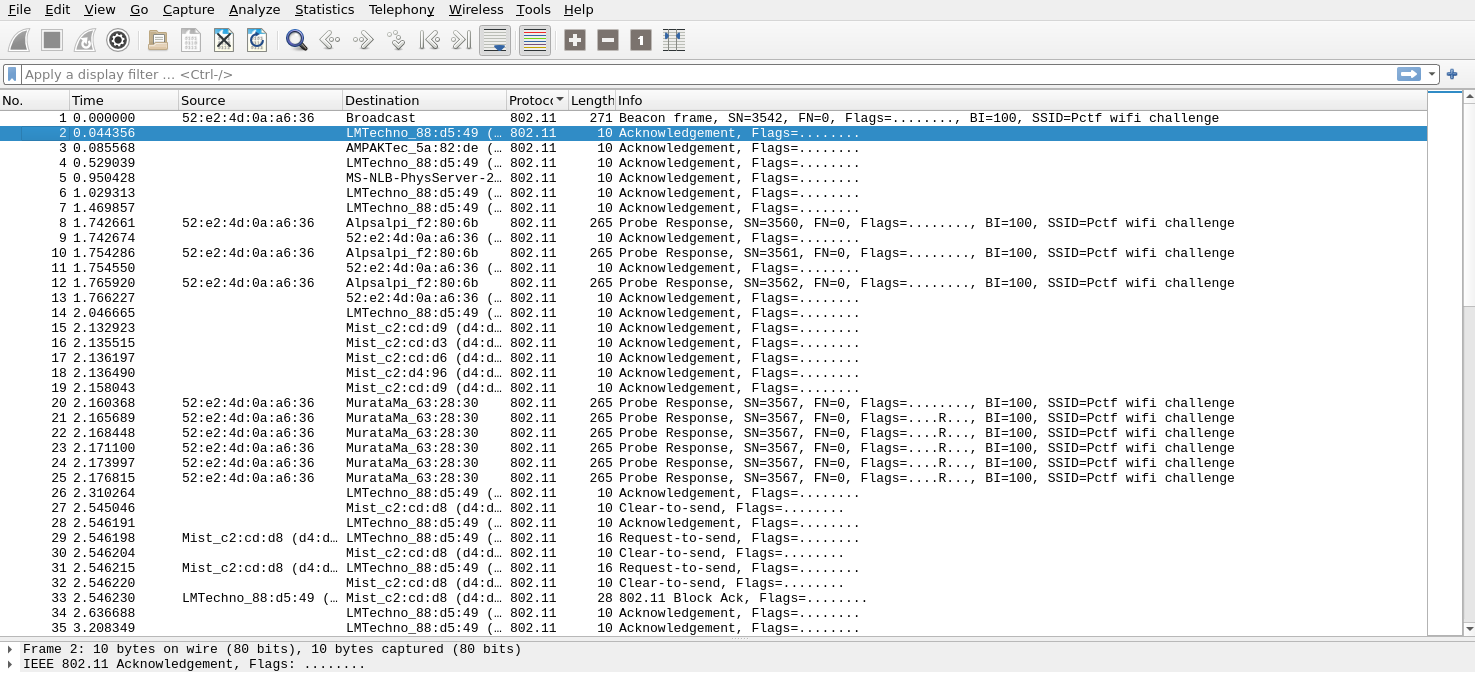 File Edit View Go Capture Analyze Statistics Telephony Wireless Tools Help
Apply a display filter … <Ctrl-/>
No. Time Source Destination Protocc Length Info
1 0.000000 52:e2:4d:0a:a6:36 Broadcast 802.11 271 Beacon frame, SN=3542, FN=0, Flags=........, BI=100, SSID=Pctf wifi challenge
2 0.044356 LMTechno_88:d5:49 (… 802.11 10 Acknowledgement, Flags=........
3 0.085568 AMPAKTec_5a:82:de (… 802.11 10 Acknowledgement, Flags=........
4 0.529039 LMTechno_88:d5:49 (… 802.11 10 Acknowledgement, Flags=........
5 0.950428 MS-NLB-PhysServer-2… 802.11 10 Acknowledgement, Flags=........
6 1.029313 LMTechno_88:d5:49 (… 802.11 10 Acknowledgement, Flags=........
7 1.469857 LMTechno_88:d5:49 (… 802.11 10 Acknowledgement, Flags=........
8 1.742661 52:e2:4d:0a:a6:36 Alpsalpi_f2:80:6b 802.11 265 Probe Response, SN=3560, FN=0, Flags=........, BI=100, SSID=Pctf wifi challenge
9 1.742674 52:e2:4d:0a:a6:36 (… 802.11 10 Acknowledgement, Flags=........
10 1.754286 52:e2:4d:0a:a6:36 Alpsalpi_f2:80:6b 802.11 265 Probe Response, SN=3561, FN=0, Flags=........, BI=100, SSID=Pctf wifi challenge
11 1.754550 52:e2:4d:0a:a6:36 (… 802.11 10 Acknowledgement, Flags=........
12 1.765920 52:e2:4d:0a:a6:36 Alpsalpi_f2:80:6b 802.11 265 Probe Response, SN=3562, FN=0, Flags=........, BI=100, SSID=Pctf wifi challenge
13 1.766227 52:e2:4d:0a:a6:36 (… 802.11 10 Acknowledgement, Flags=........
14 2.046665 LMTechno_88:d5:49 (… 802.11 10 Acknowledgement, Flags=........
15 2.132923 Mist_c2:cd:d9 (d4:d… 802.11 10 Acknowledgement, Flags=........
16 2.135515 Mist_c2:cd:d3 (d4:d… 802.11 10 Acknowledgement, Flags=........
17 2.136197 Mist_c2:cd:d6 (d4:d… 802.11 10 Acknowledgement, Flags=........
18 2.136490 Mist_c2:d4:96 (d4:d… 802.11 10 Acknowledgement, Flags=........
19 2.158043 Mist_c2:cd:d9 (d4:d… 802.11 10 Acknowledgement, Flags=........
20 2.160368 52:e2:4d:0a:a6:36 MurataMa_63:28:30 802.11 265 Probe Response, SN=3567, FN=0, Flags=........, BI=100, SSID=Pctf wifi challenge
21 2.165689 52:e2:4d:0a:a6:36 MurataMa_63:28:30 802.11 265 Probe Response, SN=3567, FN=0, Flags=....R..., BI=100, SSID=Pctf wifi challenge
22 2.168448 52:e2:4d:0a:a6:36 MurataMa_63:28:30 802.11 265 Probe Response, SN=3567, FN=0, Flags=....R..., BI=100, SSID=Pctf wifi challenge
23 2.171100 52:e2:4d:0a:a6:36 MurataMa_63:28:30 802.11 265 Probe Response, SN=3567, FN=0, Flags=....R..., BI=100, SSID=Pctf wifi challenge
24 2.173997 52:e2:4d:0a:a6:36 MurataMa_63:28:30 802.11 265 Probe Response, SN=3567, FN=0, Flags=....R..., BI=100, SSID=Pctf wifi challenge
25 2.176815 52:e2:4d:0a:a6:36 MurataMa_63:28:30 802.11 265 Probe Response, SN=3567, FN=0, Flags=....R..., BI=100, SSID=Pctf wifi challenge
26 2.310264 LMTechno_88:d5:49 (… 802.11 10 Acknowledgement, Flags=........
27 2.545046 Mist_c2:cd:d8 (d4:d… 802.11 10 Clear-to-send, Flags=........
28 2.546191 LMTechno_88:d5:49 (… 802.11 10 Acknowledgement, Flags=........
29 2.546198 Mist_c2:cd:d8 (d4:d… LMTechno_88:d5:49 (… 802.11 16 Request-to-send, Flags=........
30 2.546204 Mist_c2:cd:d8 (d4:d… 802.11 10 Clear-to-send, Flags=........
31 2.546215 Mist_c2:cd:d8 (d4:d… LMTechno_88:d5:49 (… 802.11 16 Request-to-send, Flags=........
32 2.546220 Mist_c2:cd:d8 (d4:d… 802.11 10 Clear-to-send, Flags=........
33 2.546230 LMTechno_88:d5:49 (… Mist_c2:cd:d8 (d4:d… 802.11 28 802.11 Block Ack, Flags=........
34 2.636688 LMTechno_88:d5:49 (… 802.11 10 Acknowledgement, Flags=........
35 3.208349 LMTechno_88:d5:49 (… 802.11 10 Acknowledgement, Flags=........
Frame 2: 10 bytes on wire (80 bits), 10 bytes captured (80 bits)
IEEE 802.11 Acknowledgement, Flags: ........